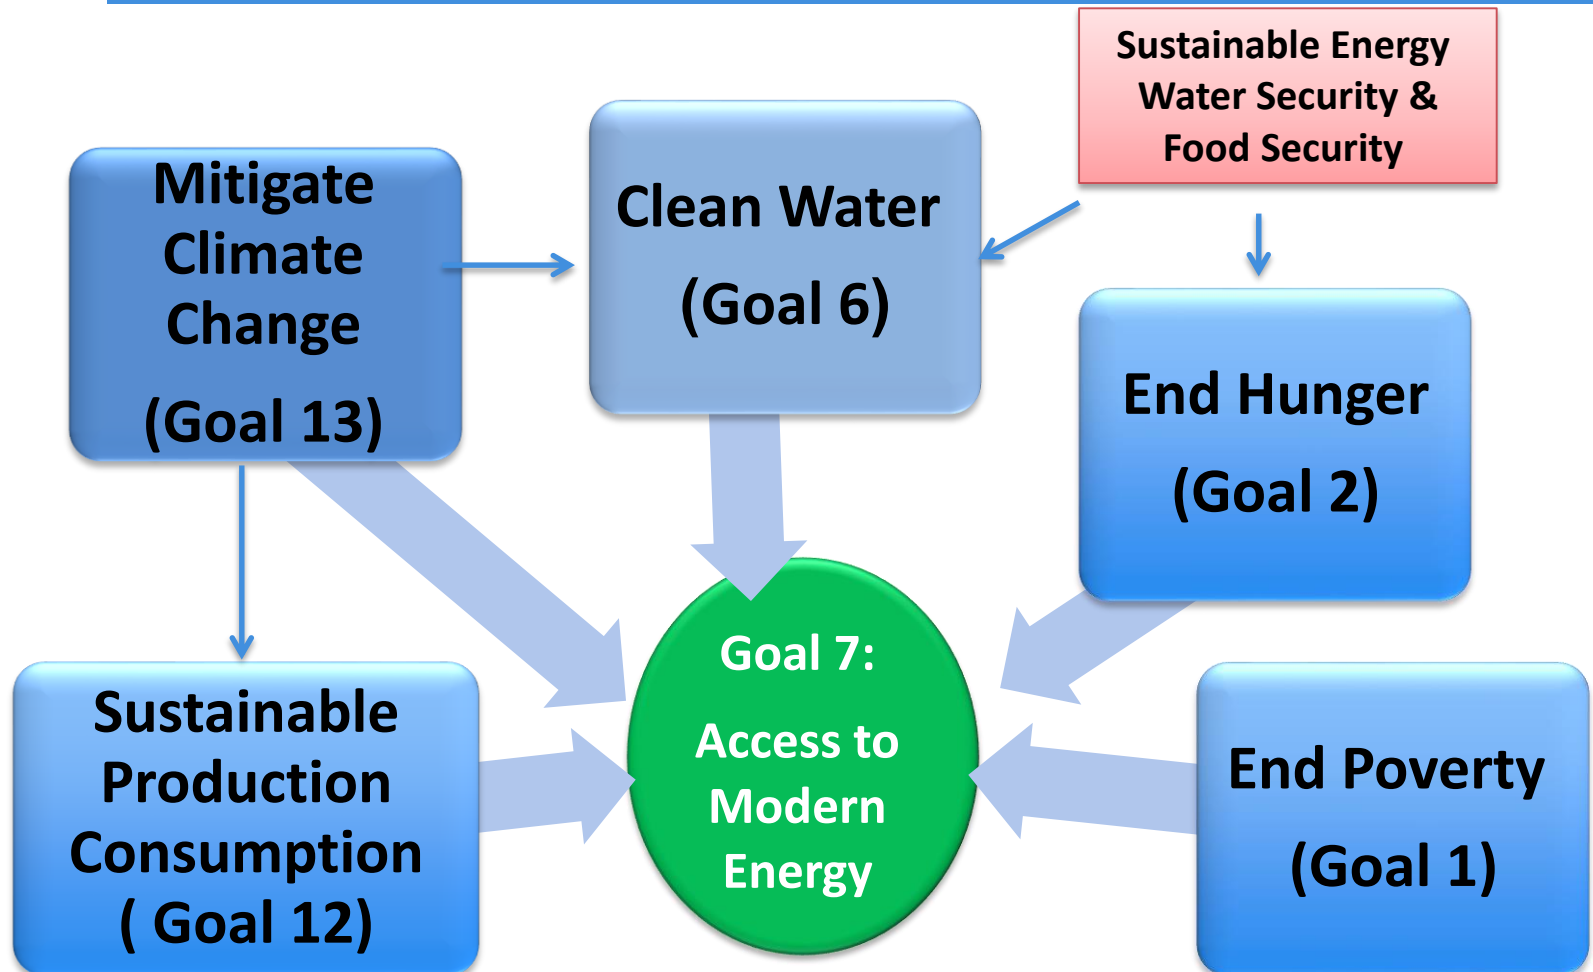 Sustainable Energy
Water Security &
Food Security
Mitigate
Climate
Change
(Goal 13)
Clean Water
(Goal 6)
End Hunger
(Goal 2)
Goal 7:
Access to
Modern
Energy
Sustainable
Production
Consumption
( Goal 12)
End Poverty
(Goal 1)